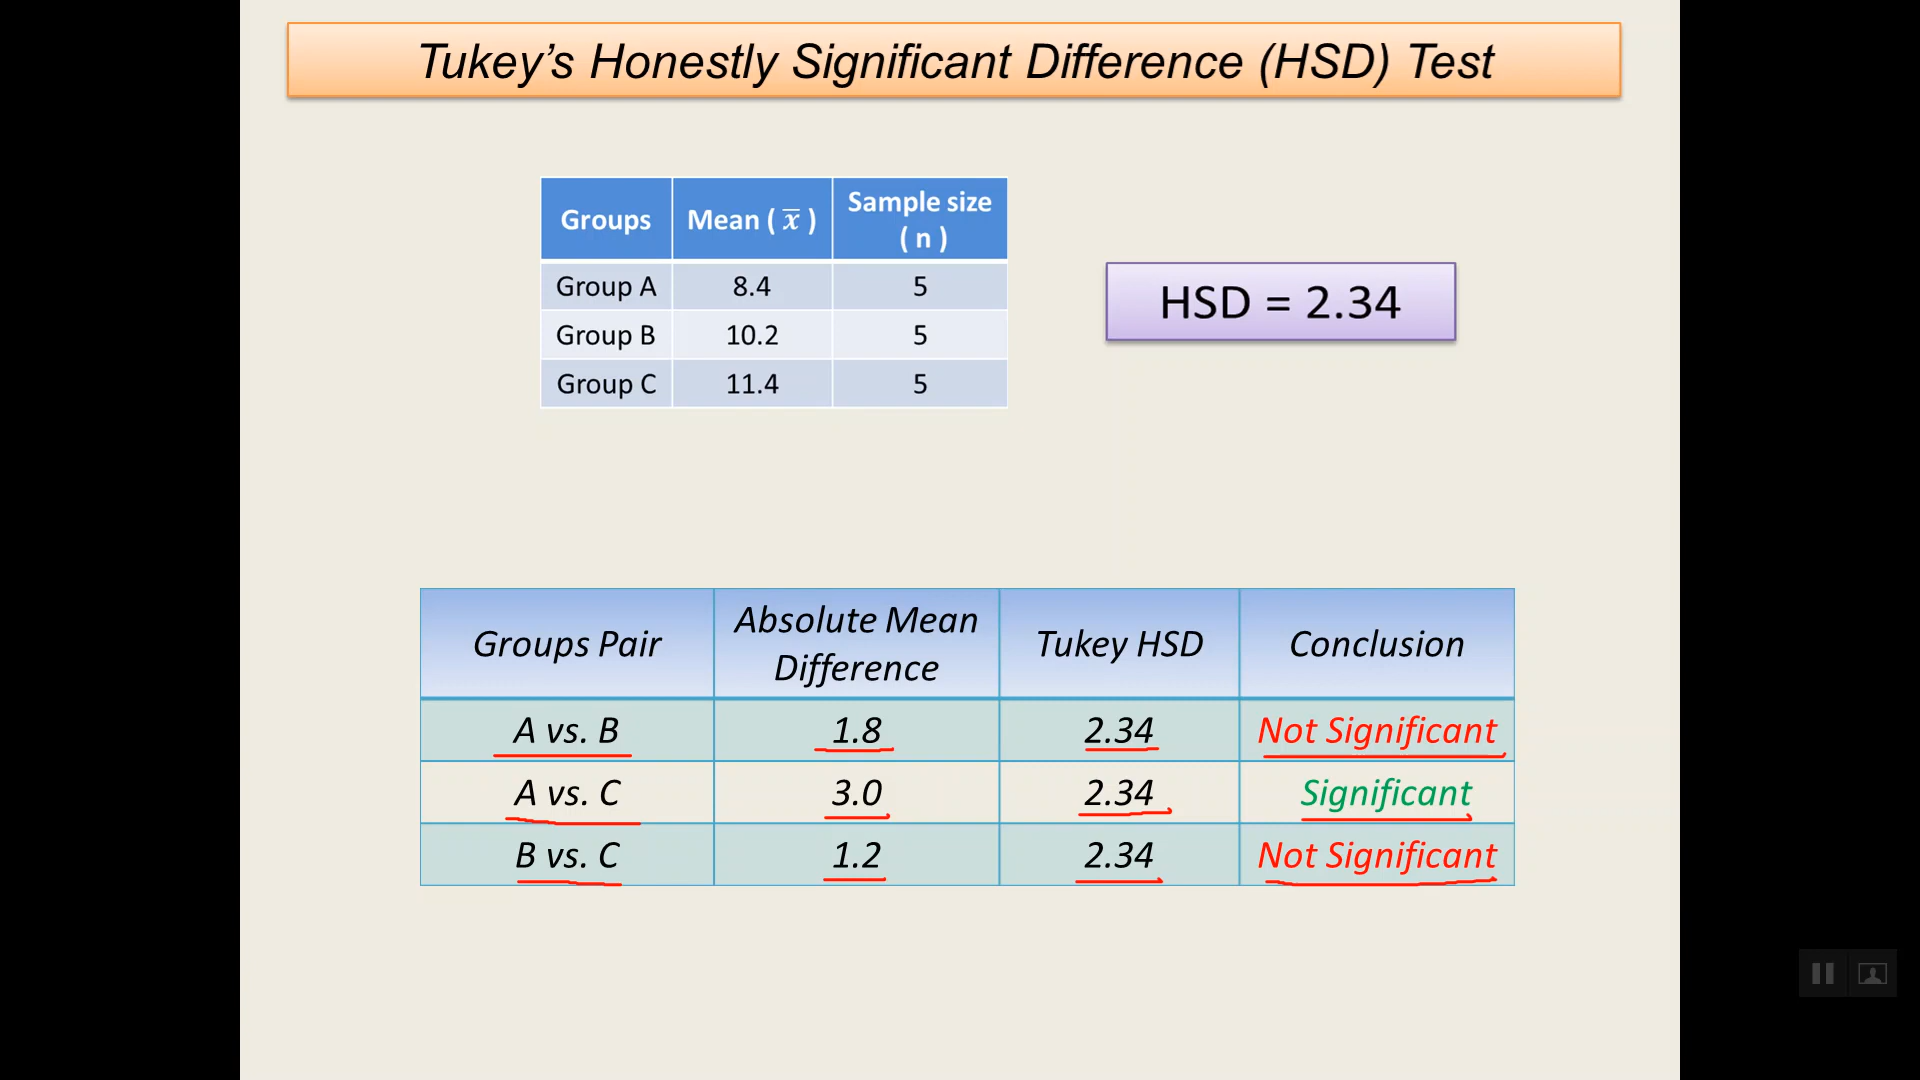 Tukey’s Honestly Significant Difference (HSD) Test
Groups Mean ( x̅ ) Sample size
( n )
Group A 8.4 5
Group B 10.2 5
Group C 11.4 5
HSD = 2.34
Groups Pair Absolute Mean Tukey HSD Conclusion
Difference
A vs. B 1.8 2.34 Not Significant
A vs. C 3.0 2.34 Significant
B vs. C 1.2 2.34 Not Significant